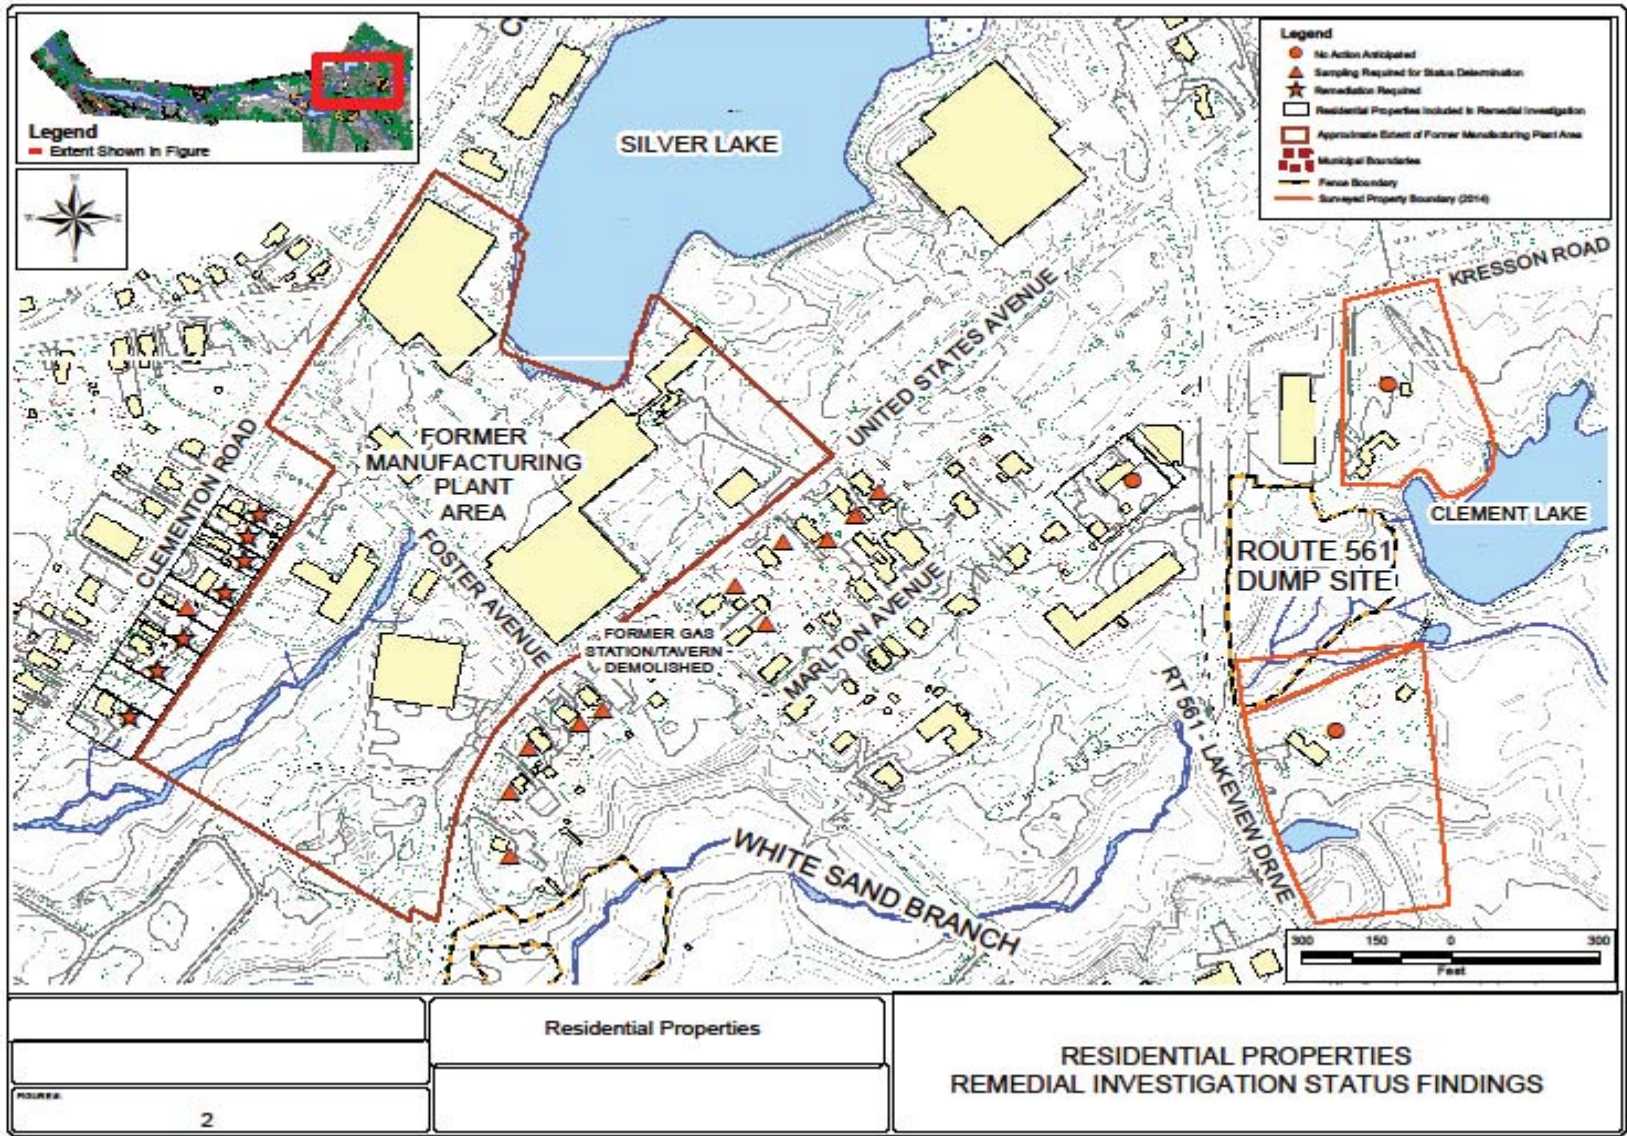 Legend
Extent Shown In Figure
SILVER LAKE
Legend
No Action Anticipated
Sampling Required for Status Determination
Remediation Required
Residential Properties Included In Remedial Investigation
Approximate Extent of Former Manufacturing Plant Area
Municipal Boundaries
Fence Boundary
Surveyed Property Boundary (2014)
KRESSON ROAD
UNITED STATES AVENUE
CLEMENTON ROAD
FORMER
MANUFACTURING
PLANT
AREA
FOSTER AVENUE
FORMER GAS
STATION/TAVERN
DEMOLISHED
MARLTON AVENUE
CLEMENT LAKE
ROUTE 561
DUMP SITE
RT 561 - LAKEVIEW DRIVE
WHITE SAND BRANCH
300 150 0 300
Feet
Residential Properties
RESIDENTIAL PROPERTIES
REMEDIAL INVESTIGATION STATUS FINDINGS
2